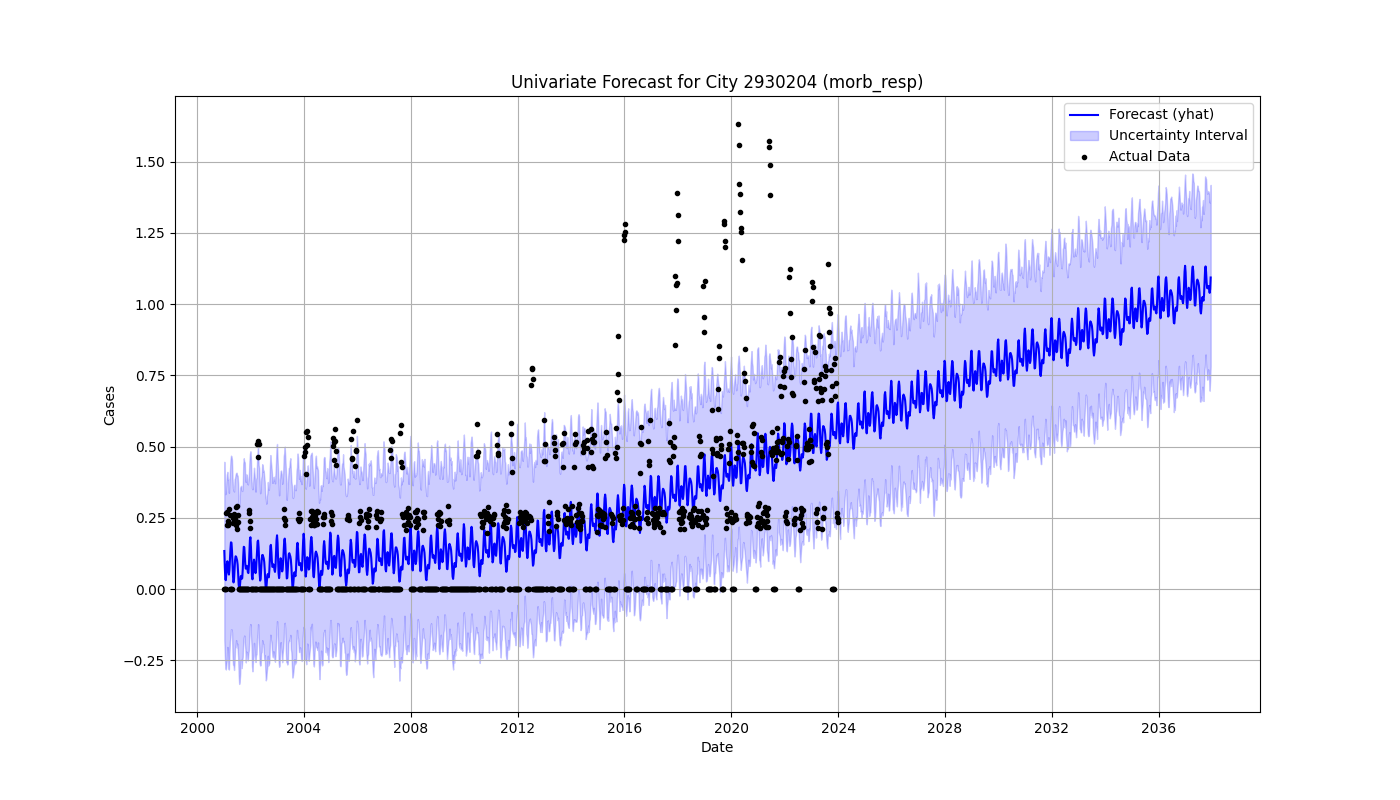 Univariate Forecast for City 2930204 (morb_resp)
Forecast (yhat)
Uncertainty Interval
Actual Data
Cases
1.50
1.25
1.00
0.75
0.50
0.25
0.00
−0.25
2000 2004 2008 2012 2016 2020 2024 2028 2032 2036
Date